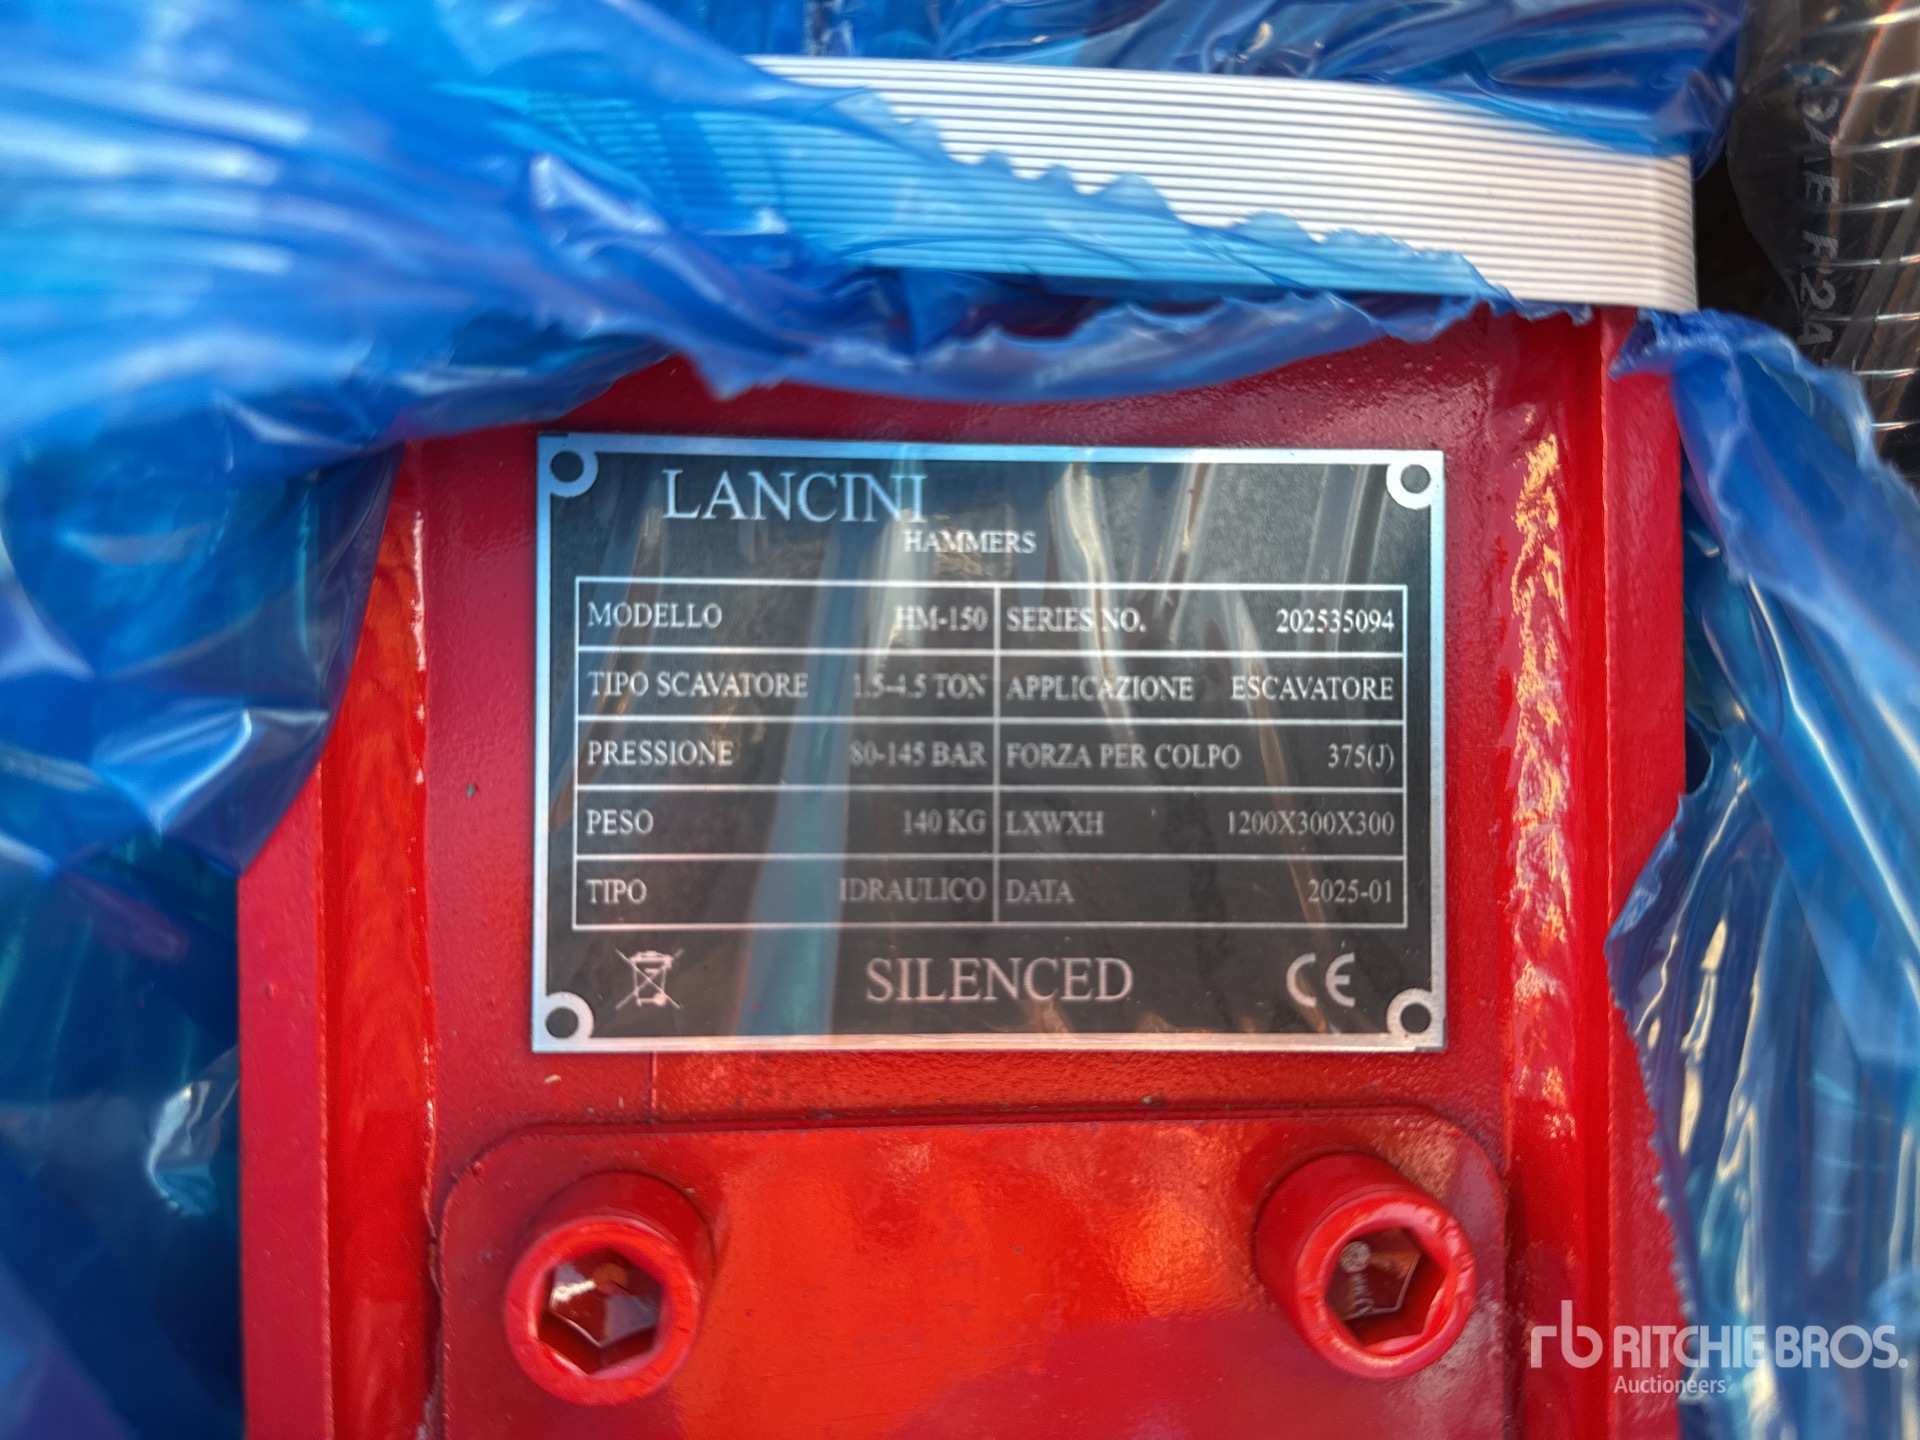 LANCINI
HAMMERS
MODELLO HM-150 SERIES NO. 202535094
TIPO SCAVATORE 1.5-4.5 TON APPLICAZIONE ESCAVATORE
PRESSIONE 80-145 BAR FORZA PER COLPO 375(J)
PESO 140 KG LXWXH 1200X300X300
TIPO IDRAULICO DATA 2025-01
SILENCED CE
rb RITCHIE BROS.
Auctioneers